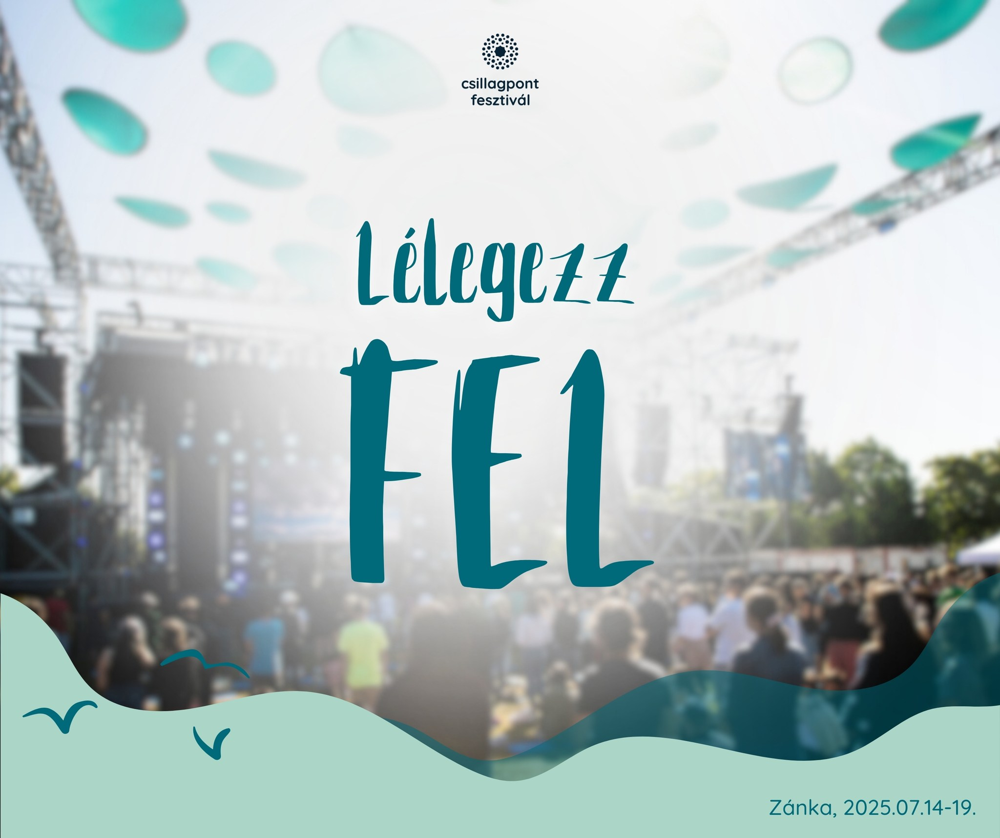 csillagpont
fesztivál
Lélegezz
FEL
Zánka, 2025.07.14-19.